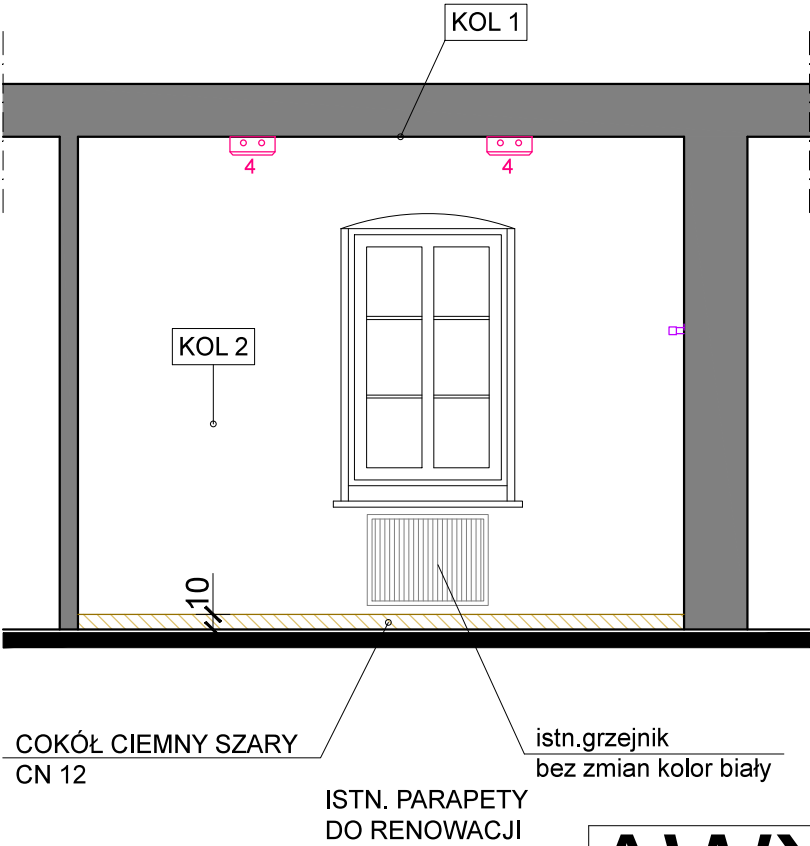 KOL 1
4
4
KOL 2
10
COKÓŁ CIEMNY SZARY
CN 12
istn.grzejnik
bez zmian kolor biały
ISTN. PARAPETY
DO RENOWACJI